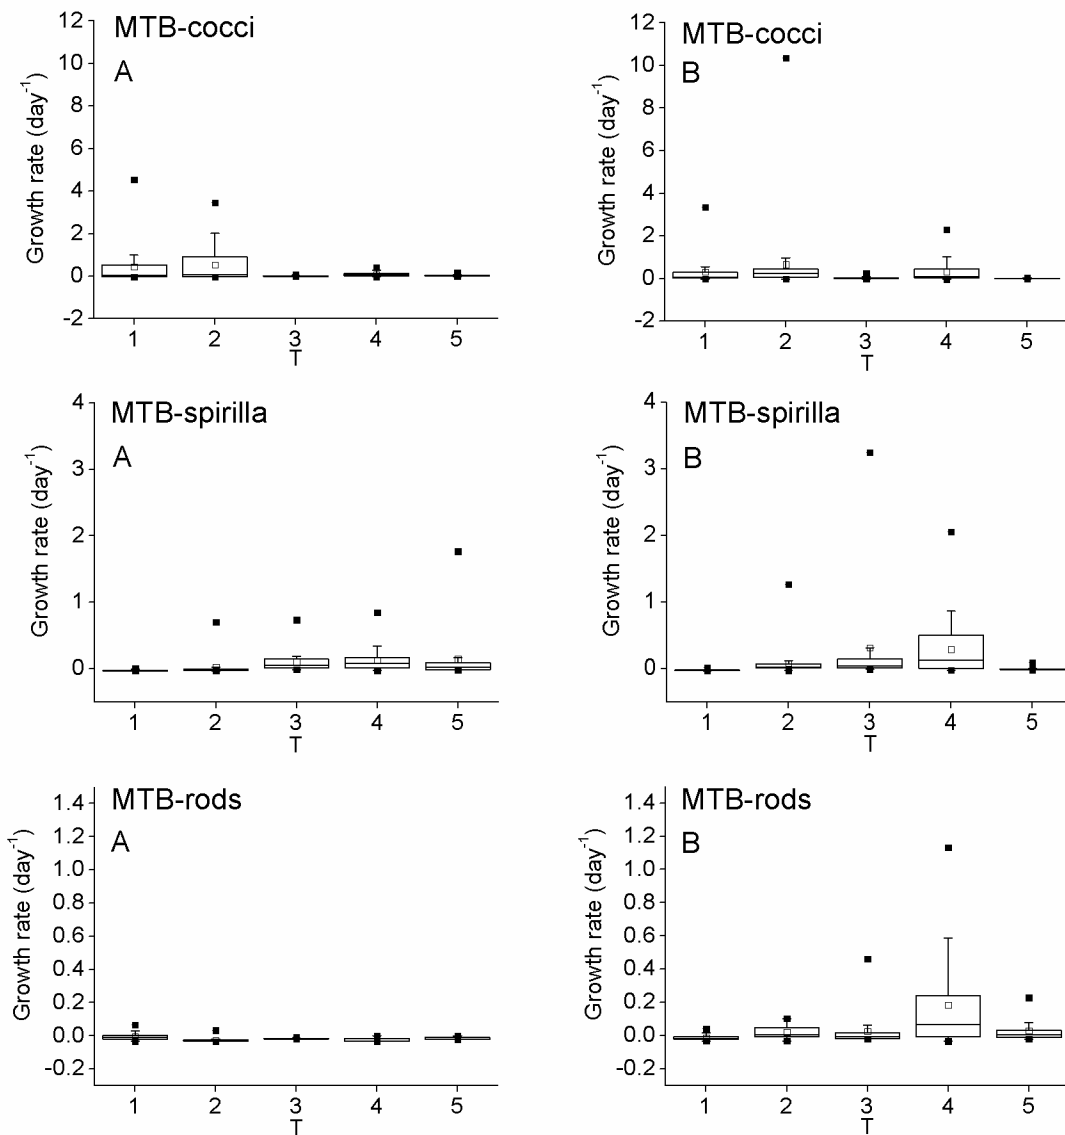 MTB-cocci
A
Growth rate (day⁻¹)
12
10
8
6
4
2
0
-2
1 2 3 4 5
T
MTB-cocci
B
Growth rate (day⁻¹)
12
10
8
6
4
2
0
-2
1 2 3 4 5
T
MTB-spirilla
A
Growth rate (day⁻¹)
4
3
2
1
0
1 2 3 4 5
T
MTB-spirilla
B
Growth rate (day⁻¹)
4
3
2
1
0
1 2 3 4 5
T
MTB-rods
A
Growth rate (day⁻¹)
1.4
1.2
1.0
0.8
0.6
0.4
0.2
0.0
-0.2
1 2 3 4 5
T
MTB-rods
B
Growth rate (day⁻¹)
1.4
1.2
1.0
0.8
0.6
0.4
0.2
0.0
-0.2
1 2 3 4 5
T